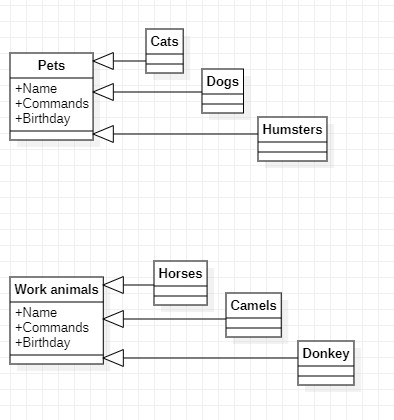 Cats
Pets
Dogs
+Name
+Commands
+Birthday
Humsters
Horses
Work animals
Camels
+Name
+Commands
+Birthday
Donkey